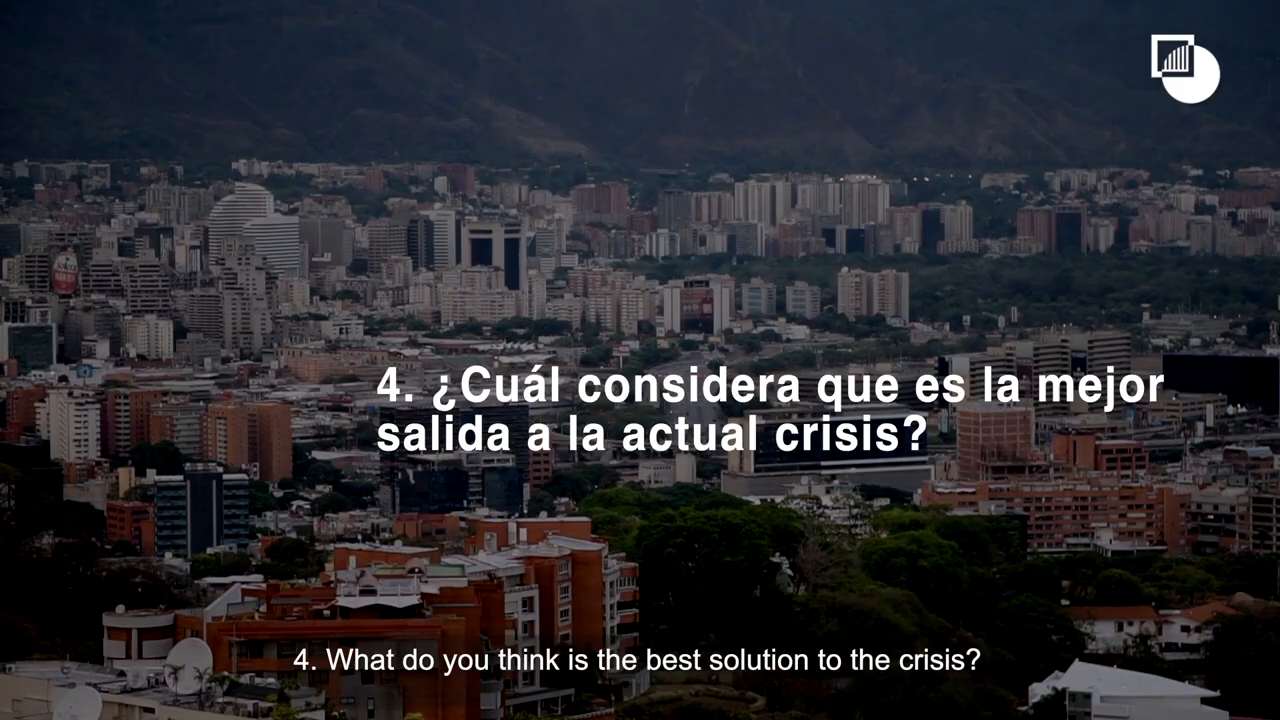 4. ¿Cuál considera que es la mejor
salida a la actual crisis?
4. What do you think is the best solution to the crisis?